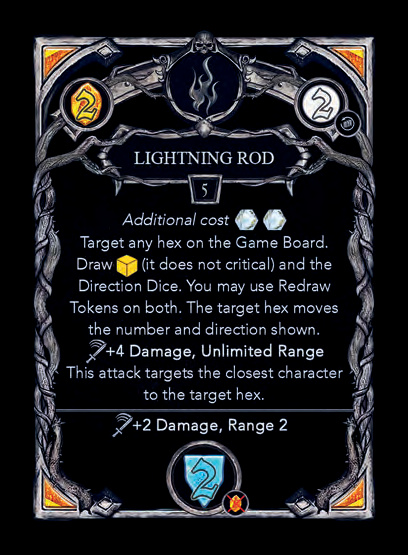 2 2
LIGHTNING ROD
5
Additional cost
Target any hex on the Game Board.
Draw (it does not critical) and the
Direction Dice. You may use Redraw
Tokens on both. The target hex moves
the number and direction shown.
+4 Damage, Unlimited Range
This attack targets the closest character
to the target hex.
+2 Damage, Range 2
2